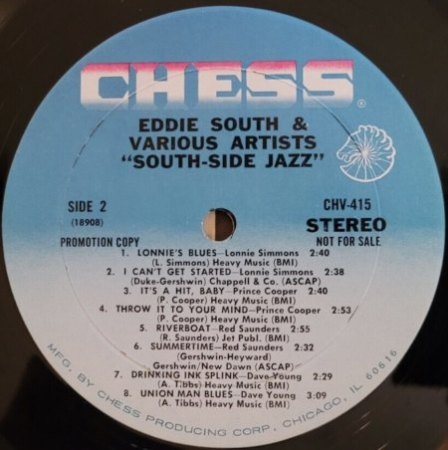 CHESS
®
EDDIE SOUTH &
VARIOUS ARTISTS
"SOUTH-SIDE JAZZ"
SIDE 2
(18908)
PROMOTION COPY
CHV-415
STEREO
NOT FOR SALE
1. LONNIE'S BLUES—Lonnie Simmons 2:40
(L. Simmons) Heavy Music (BMI)
2. I CAN'T GET STARTED—Lonnie Simmons 2:38
(Duke-Gershwin) Chappell & Co. (ASCAP)
3. IT'S A HIT, BABY—Prince Cooper 2:40
(P. Cooper) Heavy Music (BMI)
4. THROW IT TO YOUR MIND—Prince Cooper 2:53
(P. Cooper) Heavy Music (BMI)
5. RIVERBOAT—Red Saunders 2:55
(R. Saunders) Jet Publ. (BMI)
6. SUMMERTIME—Red Saunders 2:32
(Gershwin-Heyward)
Gershwin/New Dawn (ASCAP)
7. DRINKING INK SPLINK—Dave Young 2:29
(A. Tibbs) Heavy Music (BMI)
8. UNION MAN BLUES—Dave Young 3:09
(A. Tibbs) Heavy Music (BMI)
MFG. BY CHESS PRODUCING CORP. CHICAGO, IL 60616